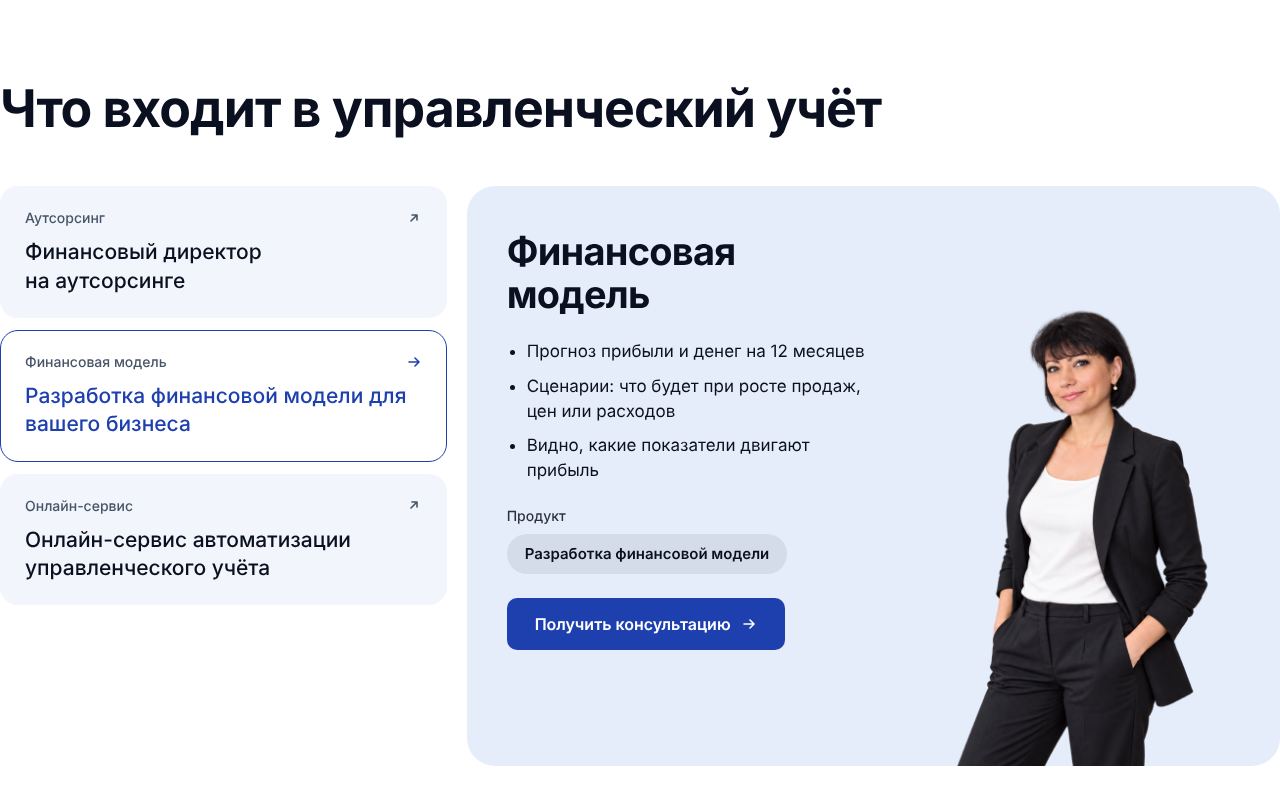 Что входит в управленческий учёт
Аутсорсинг
Финансовый директор
на аутсорсинге
Финансовая модель
Разработка финансовой модели для
вашего бизнеса
Онлайн-сервис
Онлайн-сервис автоматизации
управленческого учёта
Финансовая
модель
• Прогноз прибыли и денег на 12 месяцев
• Сценарии: что будет при росте продаж,
цен или расходов
• Видно, какие показатели двигают
прибыль
Продукт
Разработка финансовой модели
Получить консультацию →